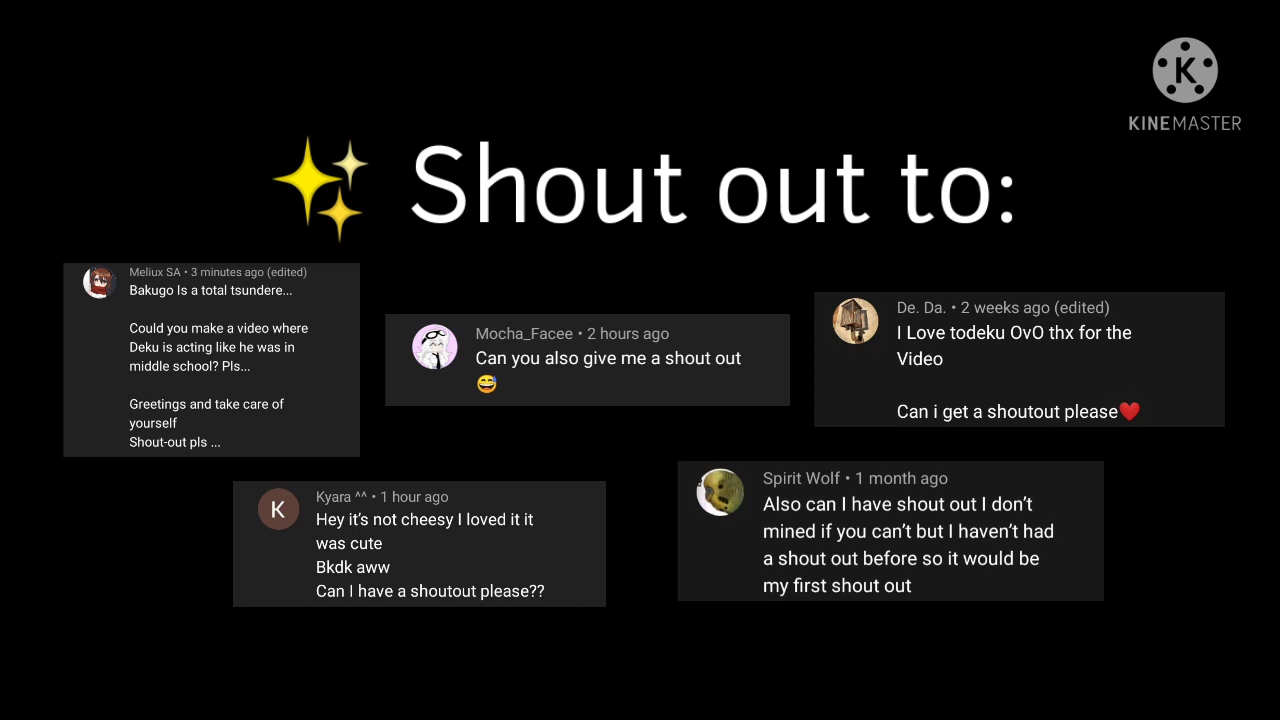 K
KINEMASTER
✨ Shout out to:
Meliux SA • 3 minutes ago (edited)
Bakugo Is a total tsundere...
Could you make a video where
Deku is acting like he was in
middle school? Pls...
Greetings and take care of
yourself
Shout-out pls ...
Mocha_Facee • 2 hours ago
Can you also give me a shout out
😅
De. Da. • 2 weeks ago (edited)
I Love todeku OvO thx for the
Video
Can i get a shoutout please❤️
K
Kyara ^^ • 1 hour ago
Hey it's not cheesy I loved it it
was cute
Bkdk aww
Can I have a shoutout please??
Spirit Wolf • 1 month ago
Also can I have shout out I don't
mined if you can't but I haven't had
a shout out before so it would be
my first shout out